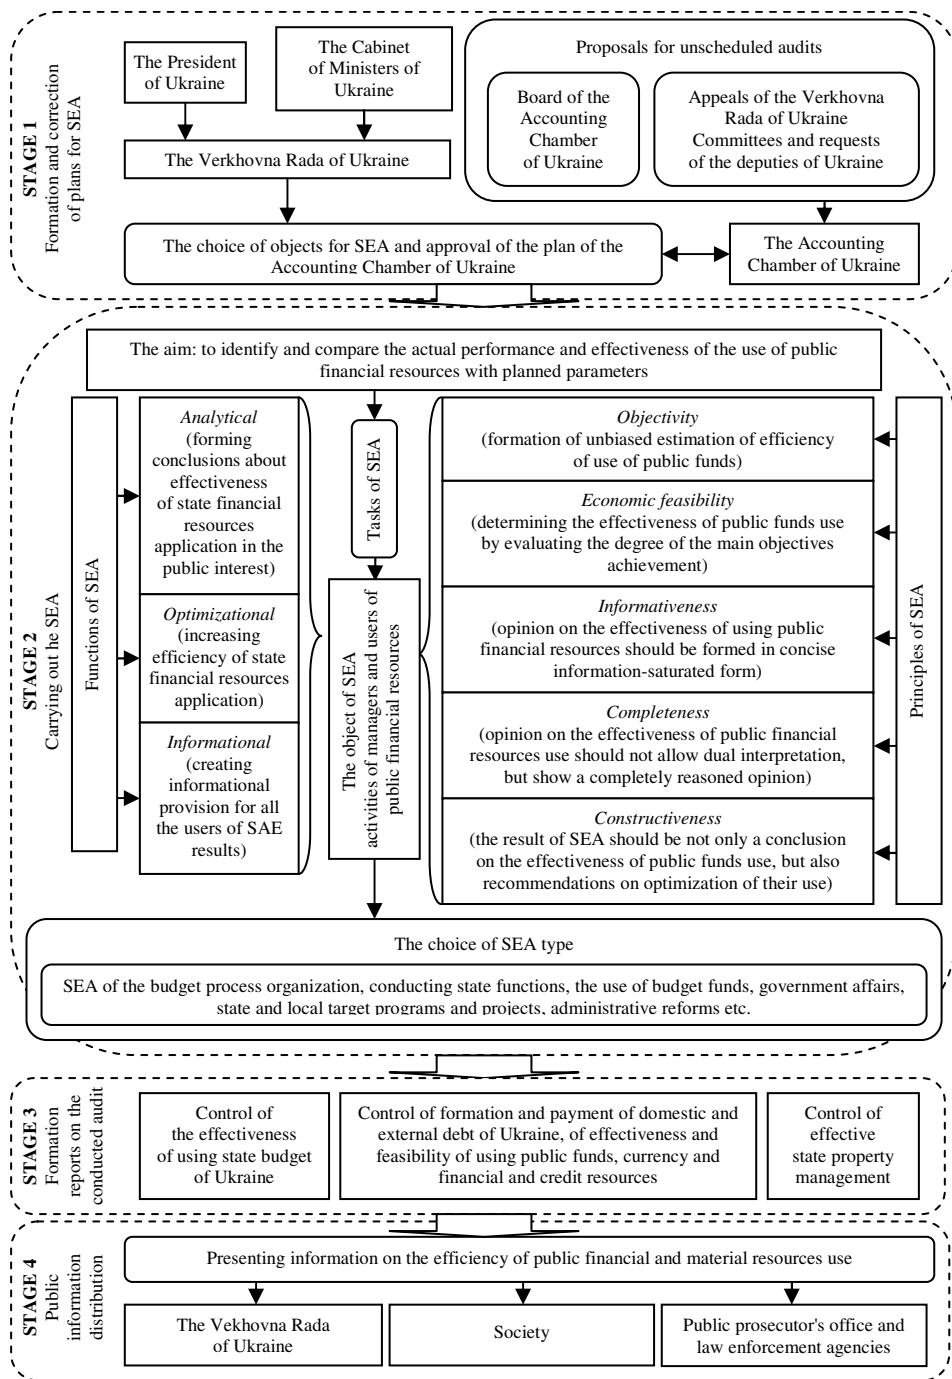 STAGE 1
Formation and correction
of plans for SEA
The President
of Ukraine
The Cabinet
of Ministers of
Ukraine
The Verkhovna Rada of Ukraine
Proposals for unscheduled audits
Board of the
Accounting
Chamber
of Ukraine
Appeals of the Verkhovna
Rada of Ukraine
Committees and requests
of the deputies of Ukraine
The choice of objects for SEA and approval of the plan of the
Accounting Chamber of Ukraine
The Accounting
Chamber of Ukraine
STAGE 2
Carrying out he SEA
The aim: to identify and compare the actual performance and effectiveness of the use of public
financial resources with planned parameters
Functions of SEA
Analytical
(forming
conclusions about
effectiveness
of state financial
resources
application in the
public interest)
Optimizational
(increasing
efficiency of state
financial resources
application)
Informational
(creating
informational
provision for all
the users of SAE
results)
Tasks of SEA
The object of SEA
activities of managers and users of
public financial resources
Objectivity
(formation of unbiased estimation of efficiency
of use of public funds)
Economic feasibility
(determining the effectiveness of public funds use
by evaluating the degree of the main objectives
achievement)
Informativeness
(opinion on the effectiveness of using public
financial resources should be formed in concise
information-saturated form)
Completeness
(opinion on the effectiveness of public financial
resources use should not allow dual interpretation,
but show a completely reasoned opinion)
Constructiveness
(the result of SEA should be not only a conclusion
on the effectiveness of public funds use, but also
recommendations on optimization of their use)
Principles of SEA
The choice of SEA type
SEA of the budget process organization, conducting state functions, the use of budget funds, government affairs,
state and local target programs and projects, administrative reforms etc.
STAGE 3
Formation
reports on the
conducted audit
Control of
the effectiveness
of using state budget
of Ukraine
Control of formation and payment of domestic and
external debt of Ukraine, of effectiveness and
feasibility of using public funds, currency and
financial and credit resources
Control of
effective
state property
management
STAGE 4
Public
information
distribution
Presenting information on the efficiency of public financial and material resources use
The Vekhovna Rada
of Ukraine
Society
Public prosecutor's office and
law enforcement agencies